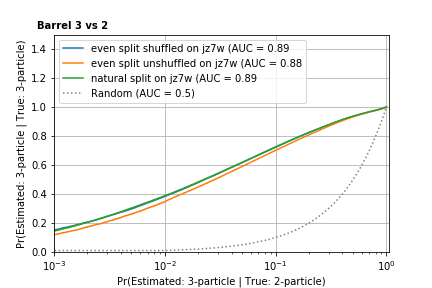 Barrel 3 vs 2
Pr(Estimated: 3-particle | True: 3-particle)
1.4
1.2
1.0
0.8
0.6
0.4
0.2
0.0
even split shuffled on jz7w (AUC = 0.89
even split unshuffled on jz7w (AUC = 0.88
natural split on jz7w (AUC = 0.89
Random (AUC = 0.5)
10⁻³
10⁻²
10⁻¹
10⁰
Pr(Estimated: 3-particle | True: 2-particle)